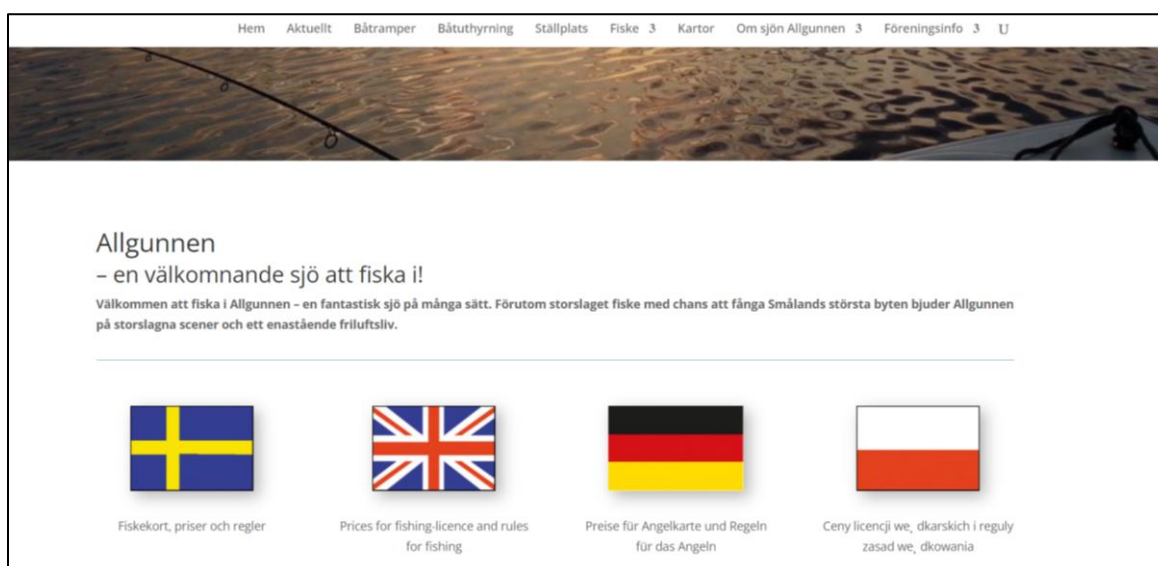 Hem Aktuellt Båtramper Båtuthyrning Ställplats Fiske 3 Kartor Om sjön Allgunnen 3 Föreningsinfo 3 U
Allgunnen
– en välkomnande sjö att fiska i!
Välkommen att fiska i Allgunnen – en fantastisk sjö på många sätt. Förutom storslaget fiske med chans att fånga Smålands största byten bjuder Allgunnen
på storslagna scener och ett enastående friluftsliv.
Fiskekort, priser och regler
Prices for fishing-licence and rules
for fishing
Preise für Angelkarte und Regeln
für das Angeln
Ceny licencji we¸ dkarskich i reguly
zasad we¸ dkowania